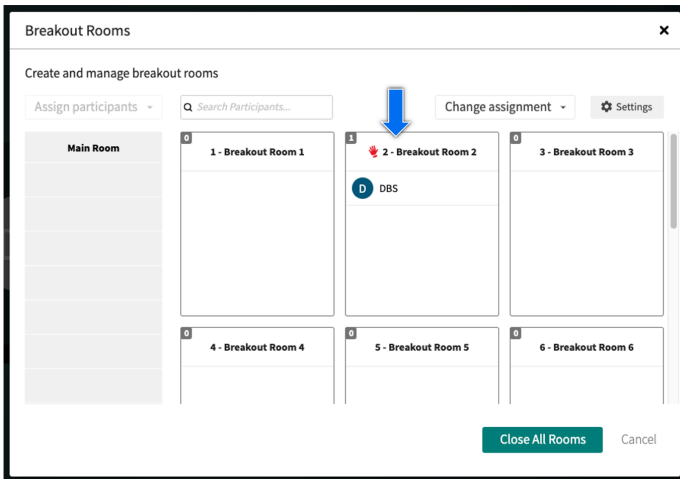 Breakout Rooms
Create and manage breakout rooms
Assign participants
Search Participants...
Change assignment
Settings
Main Room
0
1 - Breakout Room 1
1
2 - Breakout Room 2
0
3 - Breakout Room 3
D DBS
0
4 - Breakout Room 4
0
5 - Breakout Room 5
0
6 - Breakout Room 6
Close All Rooms
Cancel